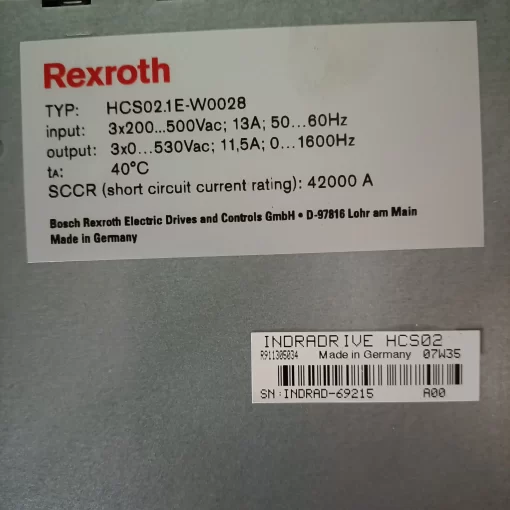 Rexroth
TYP: HCS02.1E-W0028
input: 3x200...500Vac; 13A; 50...60Hz
output: 3x0...530Vac; 11,5A; 0...1600Hz
tA: 40°C
SCCR (short circuit current rating): 42000 A
Bosch Rexroth Electric Drives and Controls GmbH • D-97816 Lohr am Main
Made in Germany
INDRADRIVE HCS02
R911305034 Made in Germany 07W35
SN:INDRAD-69215 A00